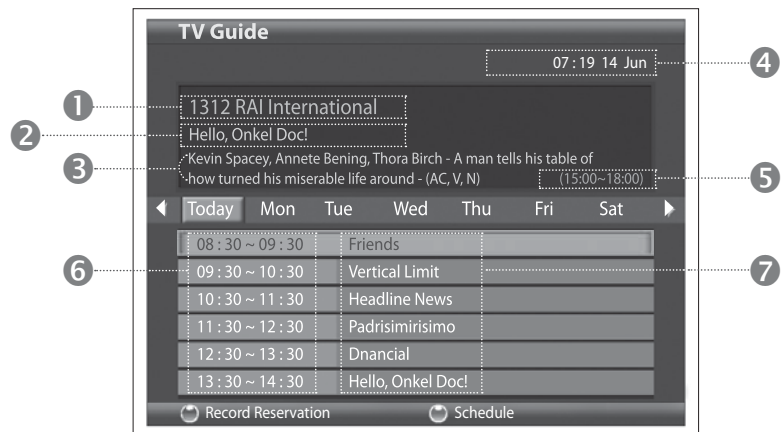 TV Guide
07 : 19 14 Jun
4
1
1312 RAI International
2
Hello, Onkel Doc!
3
Kevin Spacey, Annete Bening, Thora Birch - A man tells his table of
how turned his miserable life around - (AC, V, N) (15:00~18:00)
5
Today Mon Tue Wed Thu Fri Sat
08 : 30 ~ 09 : 30 Friends
6
09 : 30 ~ 10 : 30 Vertical Limit
7
10 : 30 ~ 11 : 30 Headline News
11 : 30 ~ 12 : 30 Padrisimirisimo
12 : 30 ~ 13 : 30 Dnancial
13 : 30 ~ 14 : 30 Hello, Onkel Doc!
Record Reservation Schedule